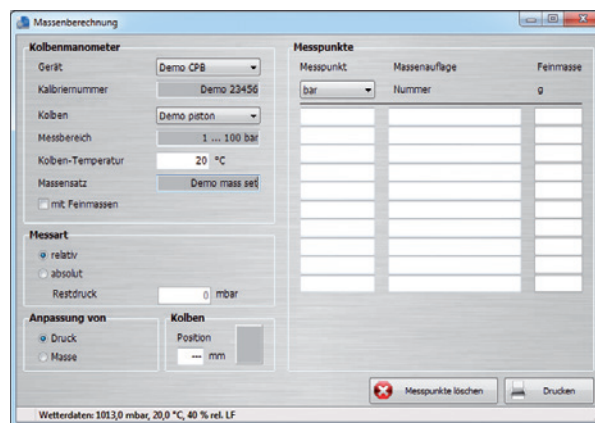 Massenberechnung
Kolbenmanometer
Gerät Demo CPB
Kalibriernummer Demo 23456
Kolben Demo piston
Messbereich 1 ... 100 bar
Kolben-Temperatur 20 °C
Massensatz Demo mass set
mit Feinmassen
Messart
relativ
absolut
Restdruck 0 mbar
Anpassung von
Druck
Masse
Kolben
Position
--- mm
Messpunkte
Messpunkt Massenauflage Feinmasse
bar Nummer g
Messpunkte löschen Drucken
Wetterdaten: 1013,0 mbar, 20,0 °C, 40 % rel. LF